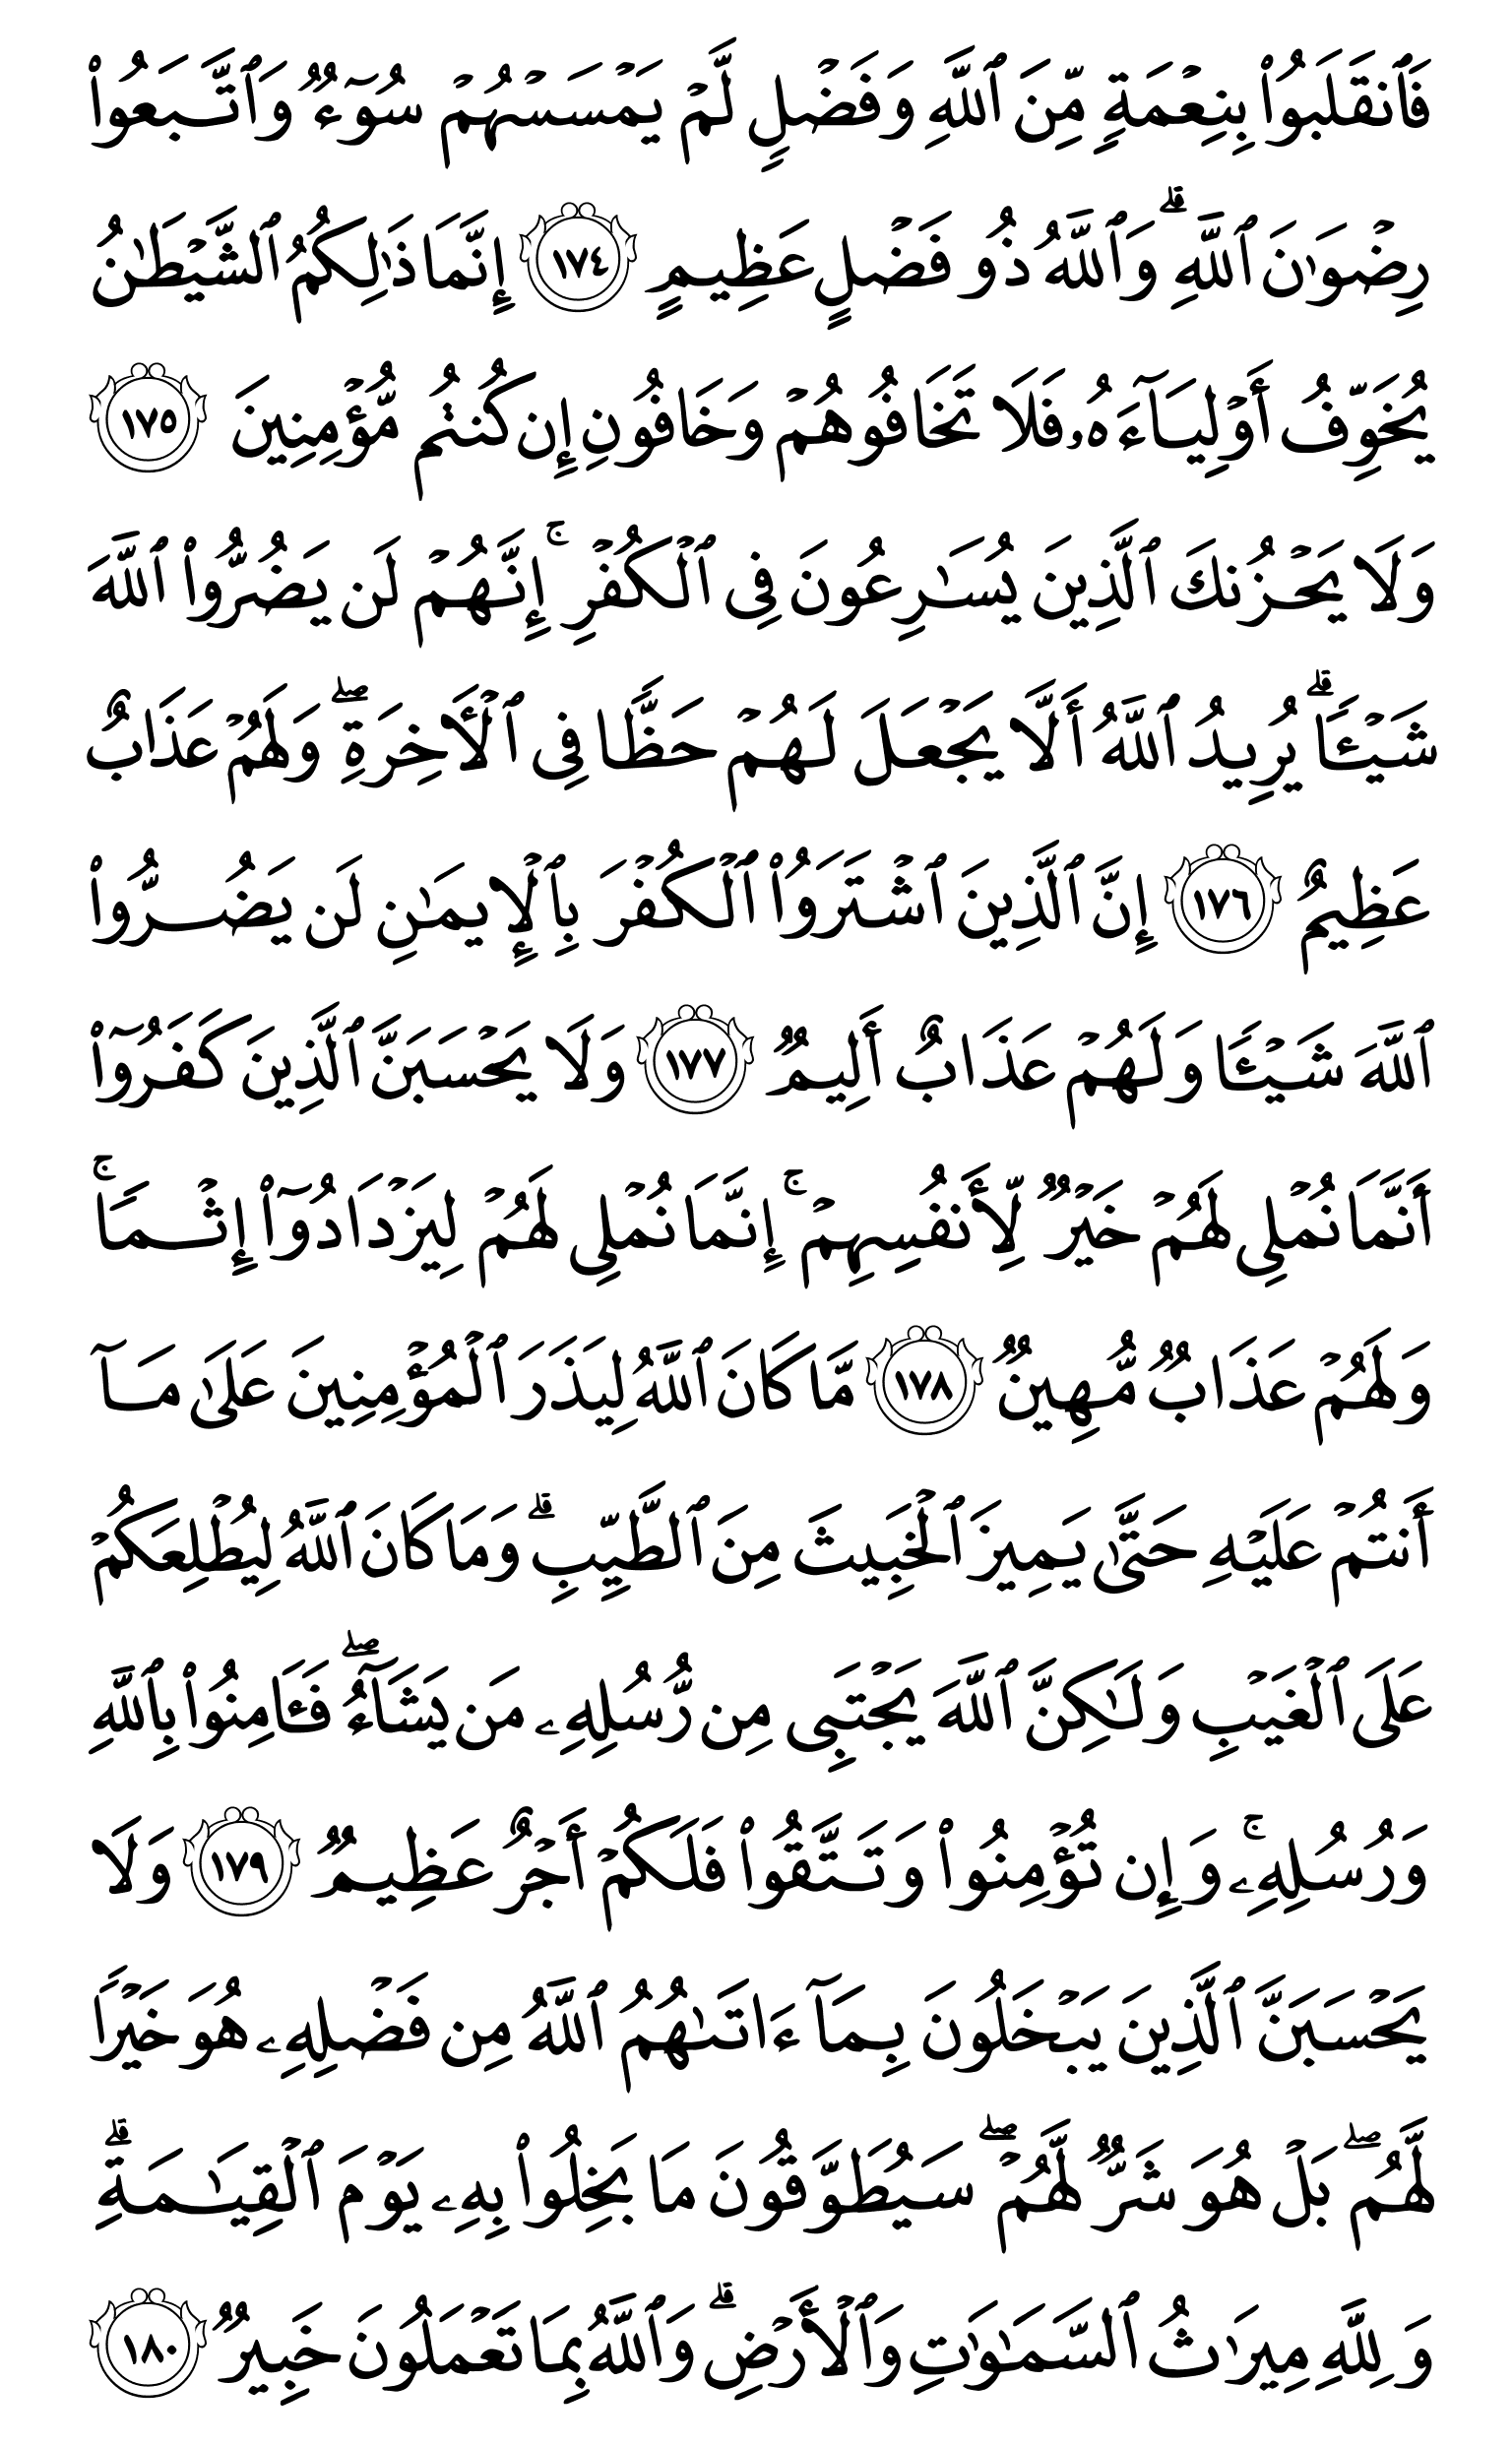 فَٱنقَلَبُوا۟ بِنِعْمَةٍ مِّنَ ٱللَّهِ وَفَضْلٍ لَّمْ يَمْسَسْهُمْ سُوٓءٌ وَٱتَّبَعُوا۟
رِضْوَٰنَ ٱللَّهِ ۗ وَٱللَّهُ ذُو فَضْلٍ عَظِيمٍ ١٧٤ إِنَّمَا ذَٰلِكُمُ ٱلشَّيْطَـٰنُ
يُخَوِّفُ أَوْلِيَآءَهُۥ فَلَا تَخَافُوهُمْ وَخَافُونِ إِن كُنتُم مُّؤْمِنِينَ ١٧٥
وَلَا يَحْزُنكَ ٱلَّذِينَ يُسَـٰرِعُونَ فِى ٱلْكُفْرِ ۚ إِنَّهُمْ لَن يَضُرُّوا۟ ٱللَّهَ
شَيْـًٔا ۗ يُرِيدُ ٱللَّهُ أَلَّا يَجْعَلَ لَهُمْ حَظًّا فِى ٱلْـَٔاخِرَةِ ۖ وَلَهُمْ عَذَابٌ
عَظِيمٌ ١٧٦ إِنَّ ٱلَّذِينَ ٱشْتَرَوُا۟ ٱلْكُفْرَ بِٱلْإِيمَـٰنِ لَن يَضُرُّوا۟
ٱللَّهَ شَيْـًٔا وَلَهُمْ عَذَابٌ أَلِيمٌ ١٧٧ وَلَا يَحْسَبَنَّ ٱلَّذِينَ كَفَرُوٓا۟
أَنَّمَا نُمْلِى لَهُمْ خَيْرٌ لِّأَنفُسِهِمْ ۚ إِنَّمَا نُمْلِى لَهُمْ لِيَزْدَادُوٓا۟ إِثْمًا ۚ
وَلَهُمْ عَذَابٌ مُّهِينٌ ١٧٨ مَّا كَانَ ٱللَّهُ لِيَذَرَ ٱلْمُؤْمِنِينَ عَلَىٰ مَآ
أَنتُمْ عَلَيْهِ حَتَّىٰ يَمِيزَ ٱلْخَبِيثَ مِنَ ٱلطَّيِّبِ ۗ وَمَا كَانَ ٱللَّهُ لِيُطْلِعَكُمْ
عَلَى ٱلْغَيْبِ وَلَـٰكِنَّ ٱللَّهَ يَجْتَبِى مِن رُّسُلِهِۦ مَن يَشَآءُ ۖ فَـَٔامِنُوا۟ بِٱللَّهِ
وَرُسُلِهِۦ ۚ وَإِن تُؤْمِنُوا۟ وَتَتَّقُوا۟ فَلَكُمْ أَجْرٌ عَظِيمٌ ١٧٩ وَلَا
يَحْسَبَنَّ ٱلَّذِينَ يَبْخَلُونَ بِمَآ ءَاتَىٰهُمُ ٱللَّهُ مِن فَضْلِهِۦ هُوَ خَيْرًا
لَّهُم ۖ بَلْ هُوَ شَرٌّ لَّهُمْ ۖ سَيُطَوَّقُونَ مَا بَخِلُوا۟ بِهِۦ يَوْمَ ٱلْقِيَـٰمَةِ ۗ
وَلِلَّهِ مِيرَٰثُ ٱلسَّمَـٰوَٰتِ وَٱلْأَرْضِ ۗ وَٱللَّهُ بِمَا تَعْمَلُونَ خَبِيرٌ ١٨٠